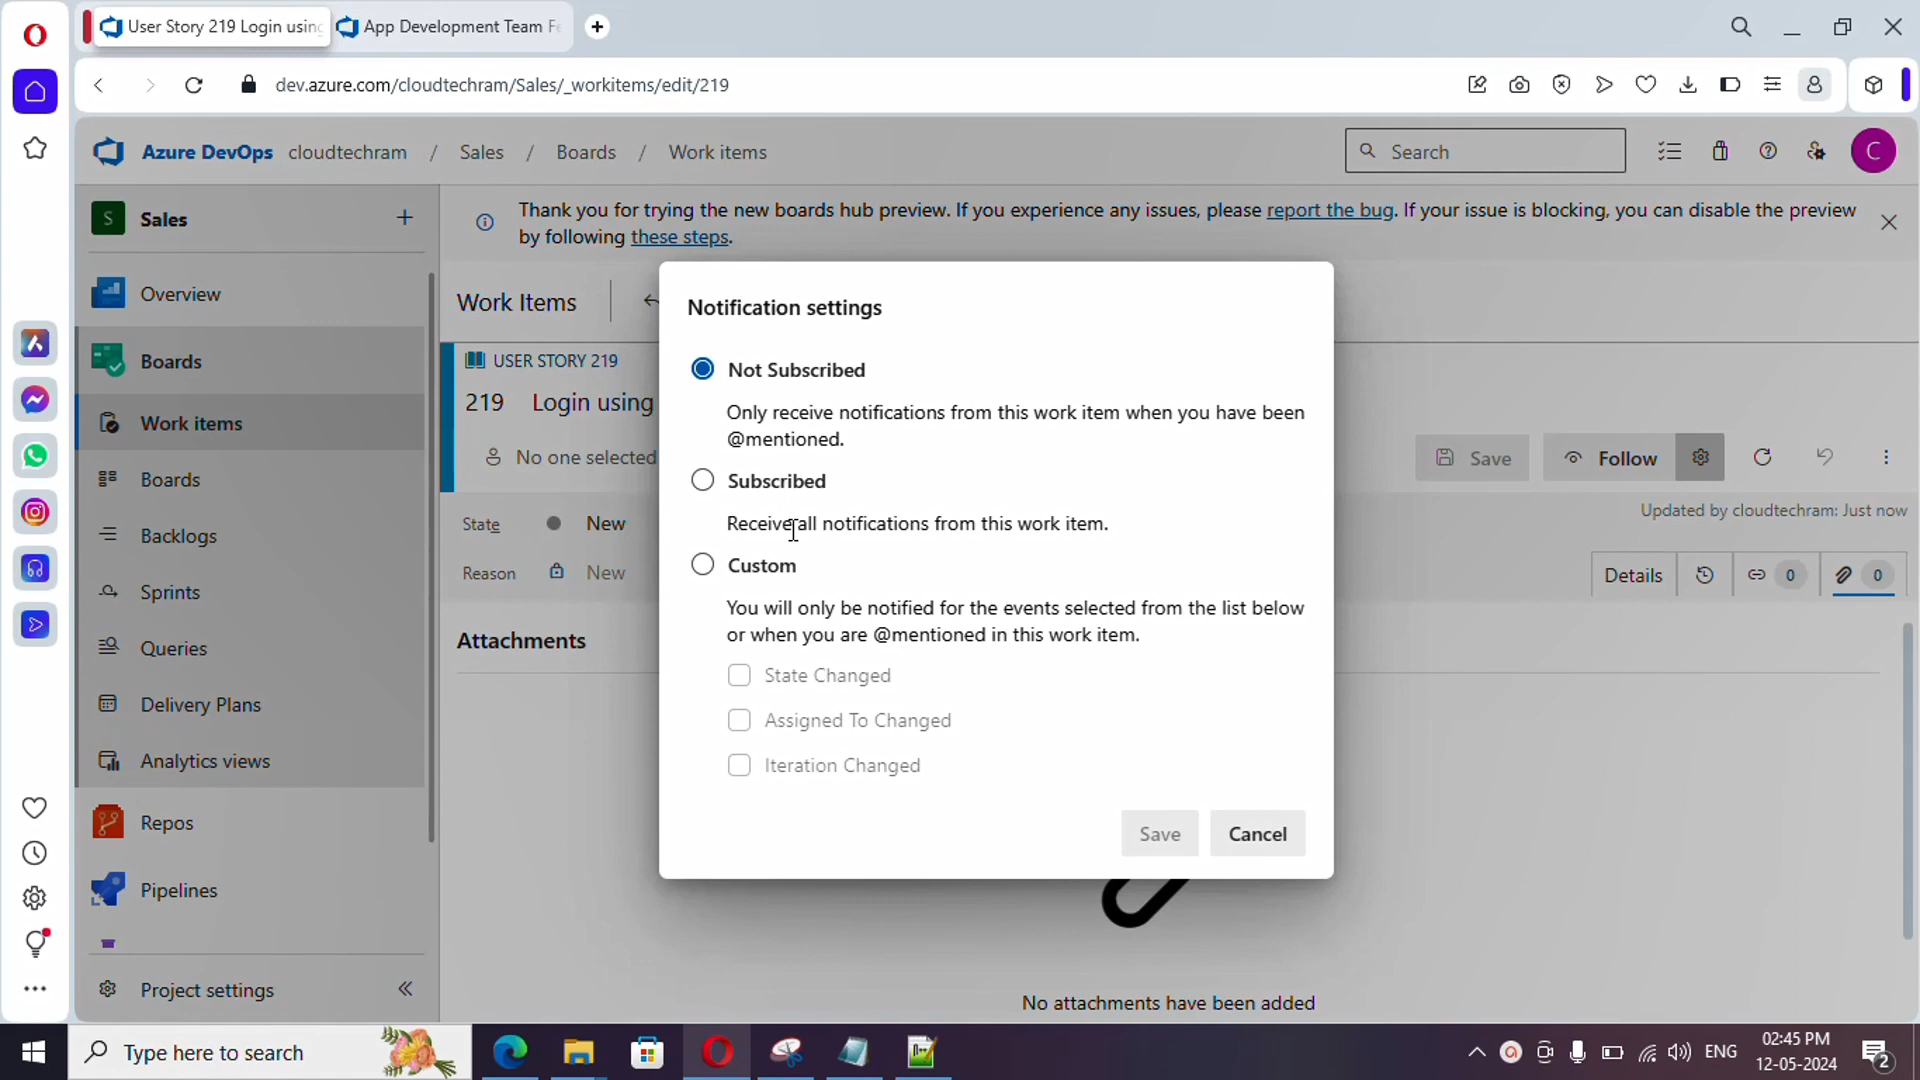 User Story 219 Login using
App Development Team Fe
dev.azure.com/cloudtechram/Sales/_workitems/edit/219
Azure DevOps cloudtechram / Sales / Boards / Work items
Search
C
S Sales
Thank you for trying the new boards hub preview. If you experience any issues, please report the bug. If your issue is blocking, you can disable the preview
by following these steps.
Overview
Boards
Work items
Boards
Backlogs
Sprints
Queries
Delivery Plans
Analytics views
Repos
Pipelines
Project settings
Work Items
USER STORY 219
219 Login using
No one selected
Save
Follow
State
New
Updated by cloudtechram: Just now
Reason
New
Details
0
0
Attachments
Notification settings
Not Subscribed
Only receive notifications from this work item when you have been
@mentioned.
Subscribed
Receive all notifications from this work item.
Custom
You will only be notified for the events selected from the list below
or when you are @mentioned in this work item.
State Changed
Assigned To Changed
Iteration Changed
Save
Cancel
No attachments have been added
Type here to search
ENG
02:45 PM
12-05-2024
2